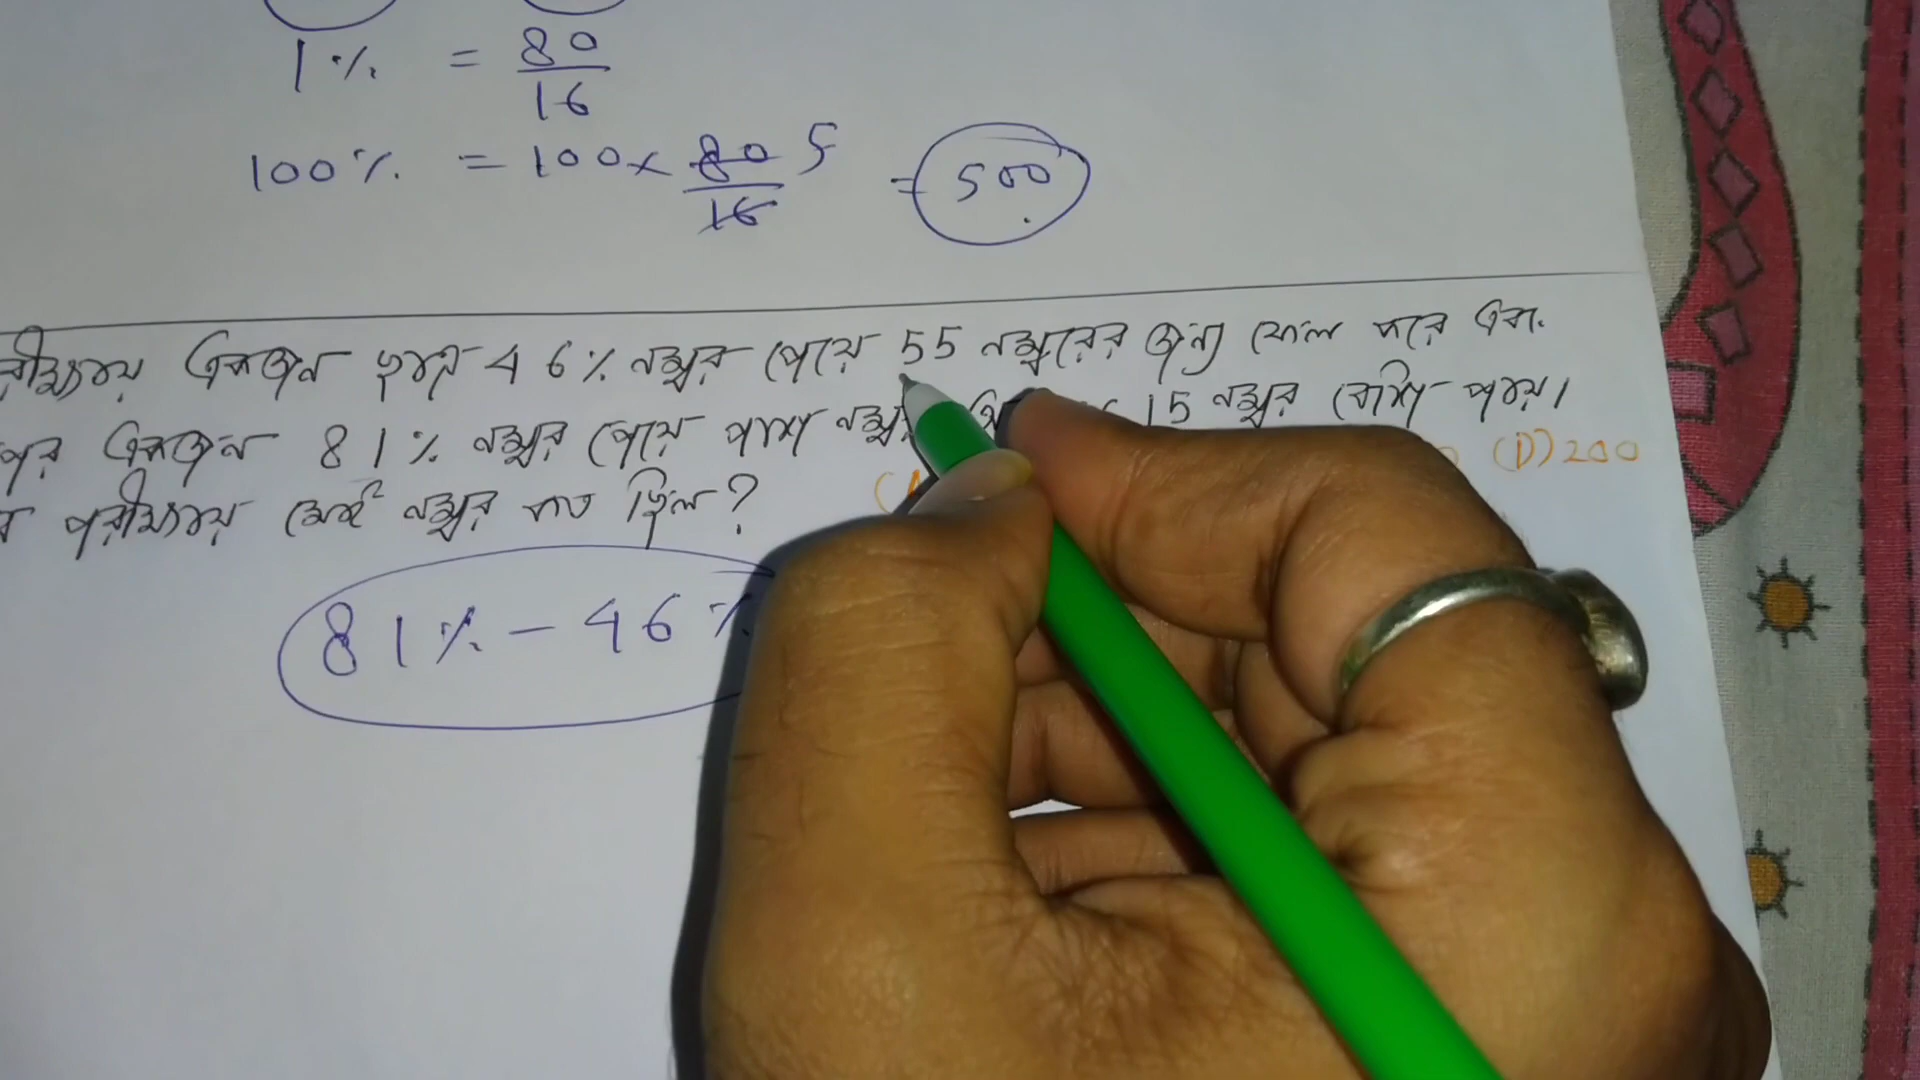 1% = 80/16
100% = 100 × 80/16 5 = 500
একজন ছাত্র 46% নম্বর পেয়ে 55 নম্বরের জন্য ফেল করে এবং
একজন 81% নম্বর পেয়ে পাশ নম্বর 15 নম্বর বেশি পায়।
(D) 200
পরীক্ষায় মোট নম্বর কত ছিল?
81% - 46%